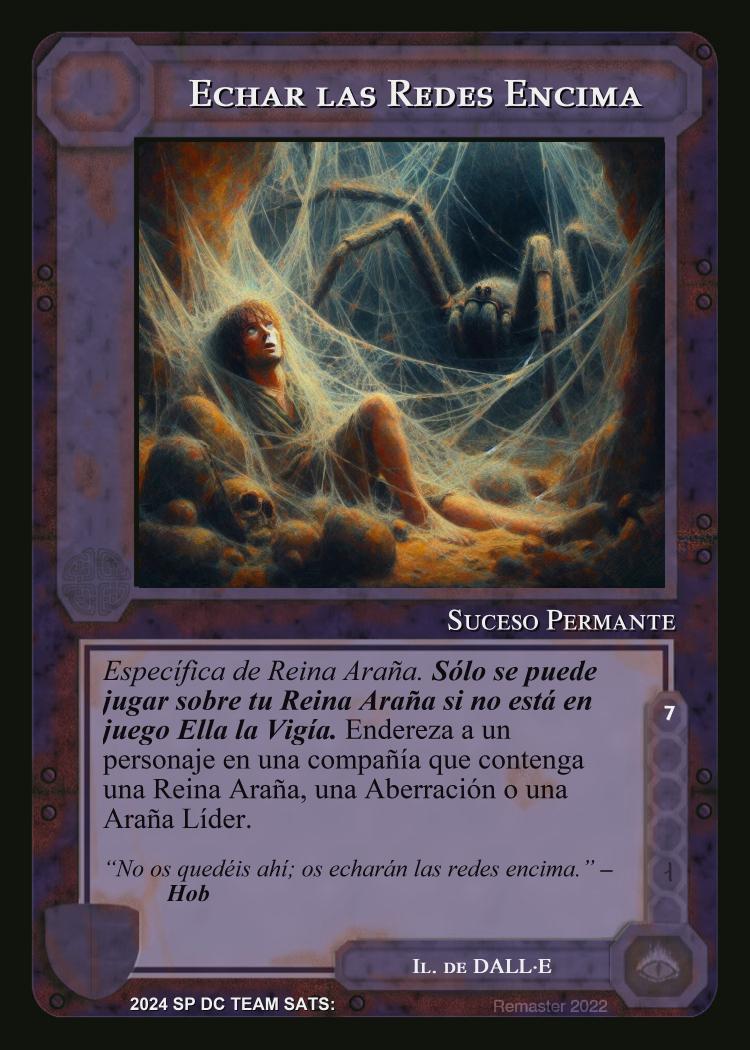 Echar las Redes Encima
Suceso Permante
Específica de Reina Araña. Sólo se puede
jugar sobre tu Reina Araña si no está en
juego Ella la Vigía. Endereza a un
personaje en una compañía que contenga
una Reina Araña, una Aberración o una
Araña Líder.
7
“No os quedéis ahí; os echarán las redes encima.” –
Hob
Il. de DALL·E
2024 SP DC TEAM SATS:
Remaster 2022